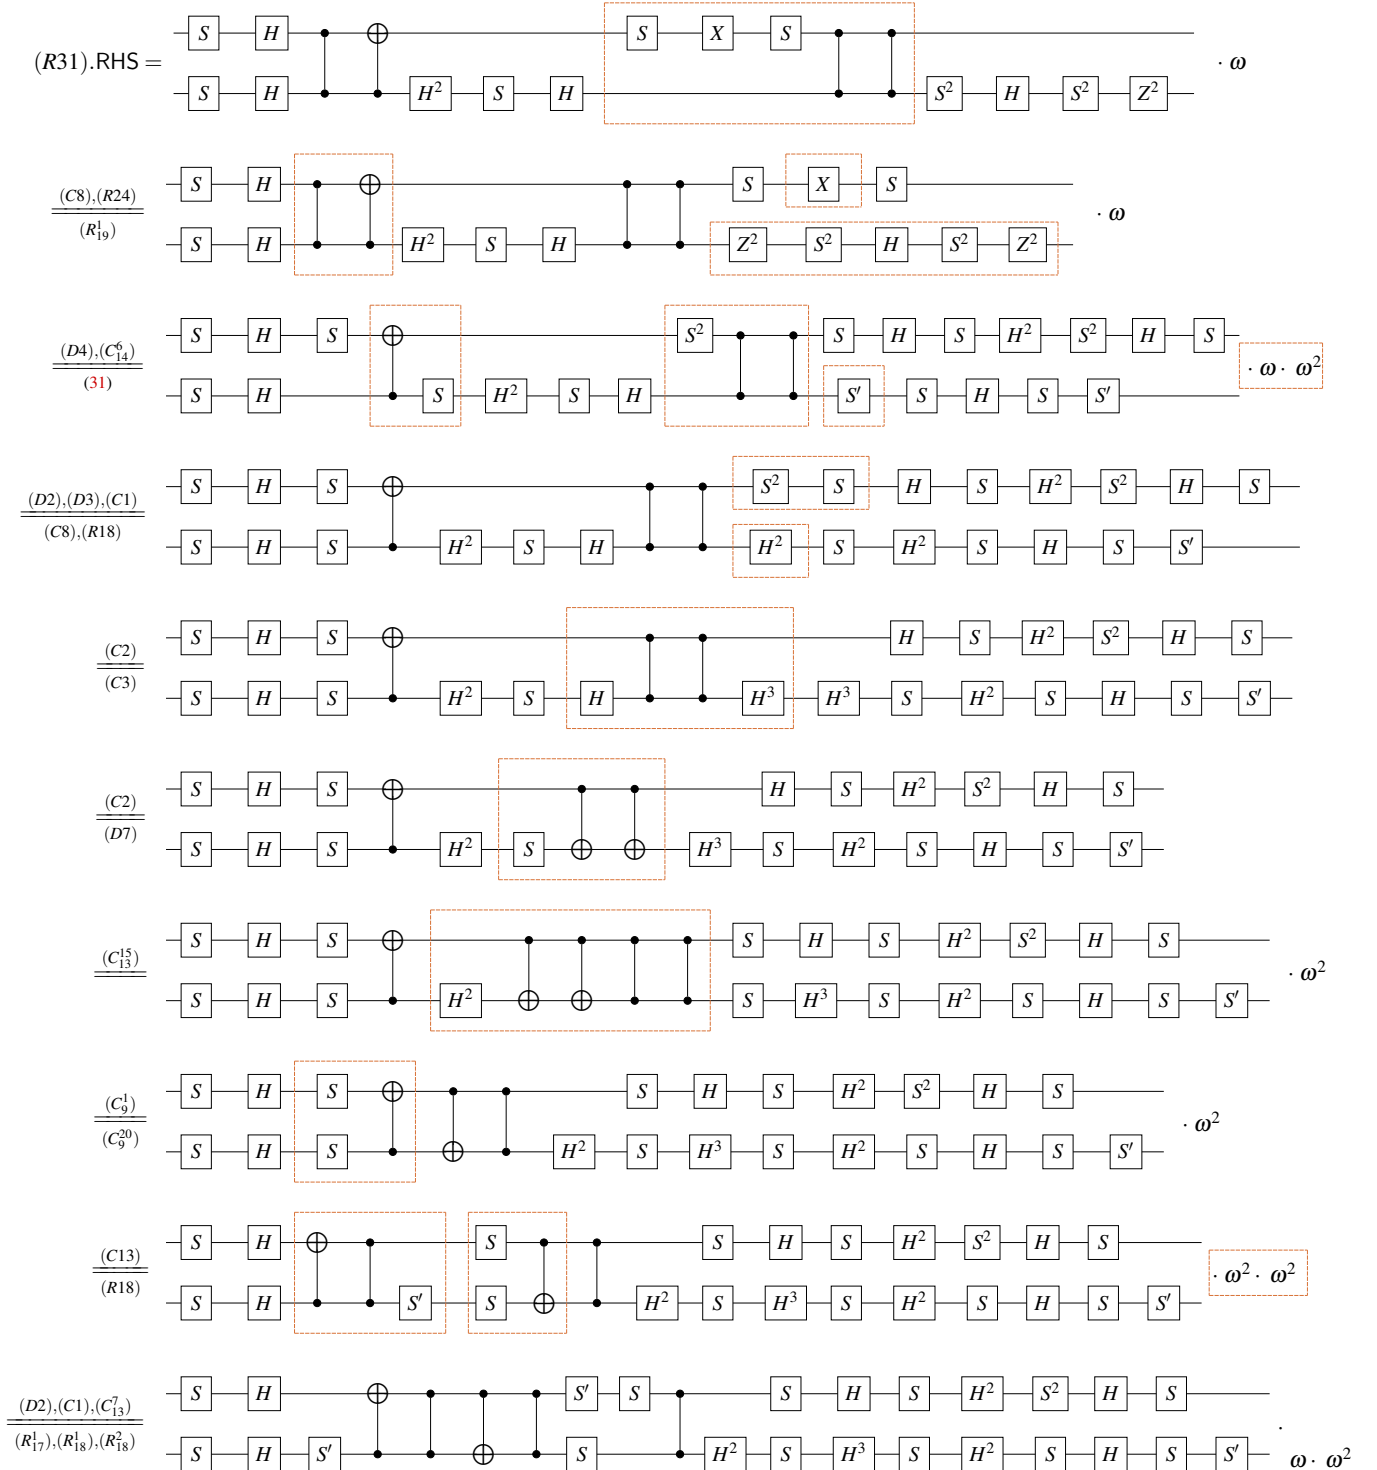 S H S X S
(R31).RHS = · ω
S H H² S H S² H S² Z²
S H S X S
(C8),(R24)
(R¹₁₉)
· ω
S H H² S H Z² S² H S² Z²
S H S S² S H S H² S² H S
(D4),(C⁶₁₄)
(31)
· ω · ω²
S H S H² S H S′ S H S S′
S H S S² S H S H² S² H S
(D2),(D3),(C1)
(C8),(R18)
S H S H² S H H² S H² S H S S′
S H S H S H² S² H S
(C2)
(C3)
S H S H² S H H³ H³ S H² S H S S′
S H S H S H² S² H S
(C2)
(D7)
S H S H² S H³ S H² S H S S′
S H S S H S H² S² H S
(C¹⁵₁₃)
· ω²
S H S H² S H³ S H² S H S S′
S H S S H S H² S² H S
(C¹₉)
(C²⁰₉)
· ω²
S H S H² S H³ S H² S H S S′
S H S S H S H² S² H S
(C13)
(R18)
· ω² · ω²
S H S′ S H² S H³ S H² S H S S′
S H S′ S S H S H² S² H S
(D2),(C1),(C⁷₁₃)
(R¹₁₇),(R¹₁₈),(R²₁₈)
·
S H S′ S H² S H³ S H² S H S S′
ω · ω²